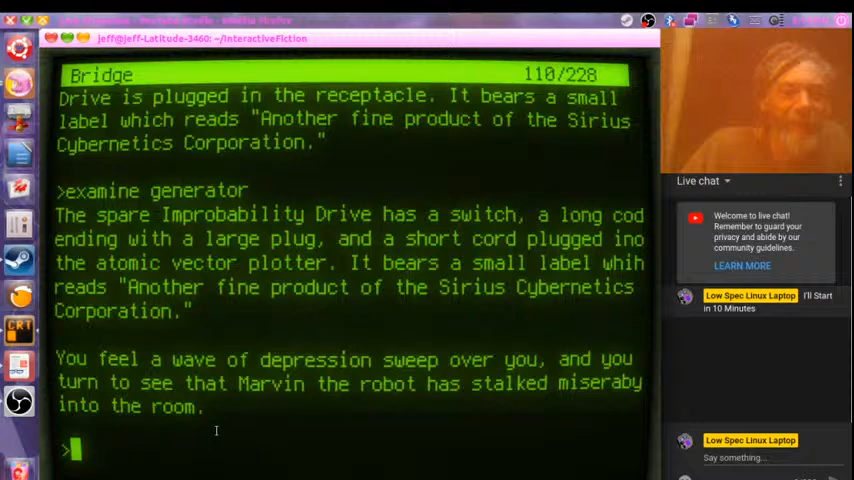 jeff@jeff-Latitude-3460: ~/InteractiveFiction
Bridge 110/228
Drive is plugged in the receptacle. It bears a small
label which reads "Another fine product of the Sirius
Cybernetics Corporation."
>examine generator
The spare Improbability Drive has a switch, a long cod
ending with a large plug, and a short cord plugged ino
the atomic vector plotter. It bears a small label whih
reads "Another fine product of the Sirius Cybernetics
Corporation."
You feel a wave of depression sweep over you, and you
turn to see that Marvin the robot has stalked miseraby
into the room.
>
Live chat
Welcome to live chat!
Remember to guard your
privacy and abide by our
community guidelines.
LEARN MORE
Low Spec Linux Laptop I'll Start
in 10 Minutes
Low Spec Linux Laptop
Say something...
CRT